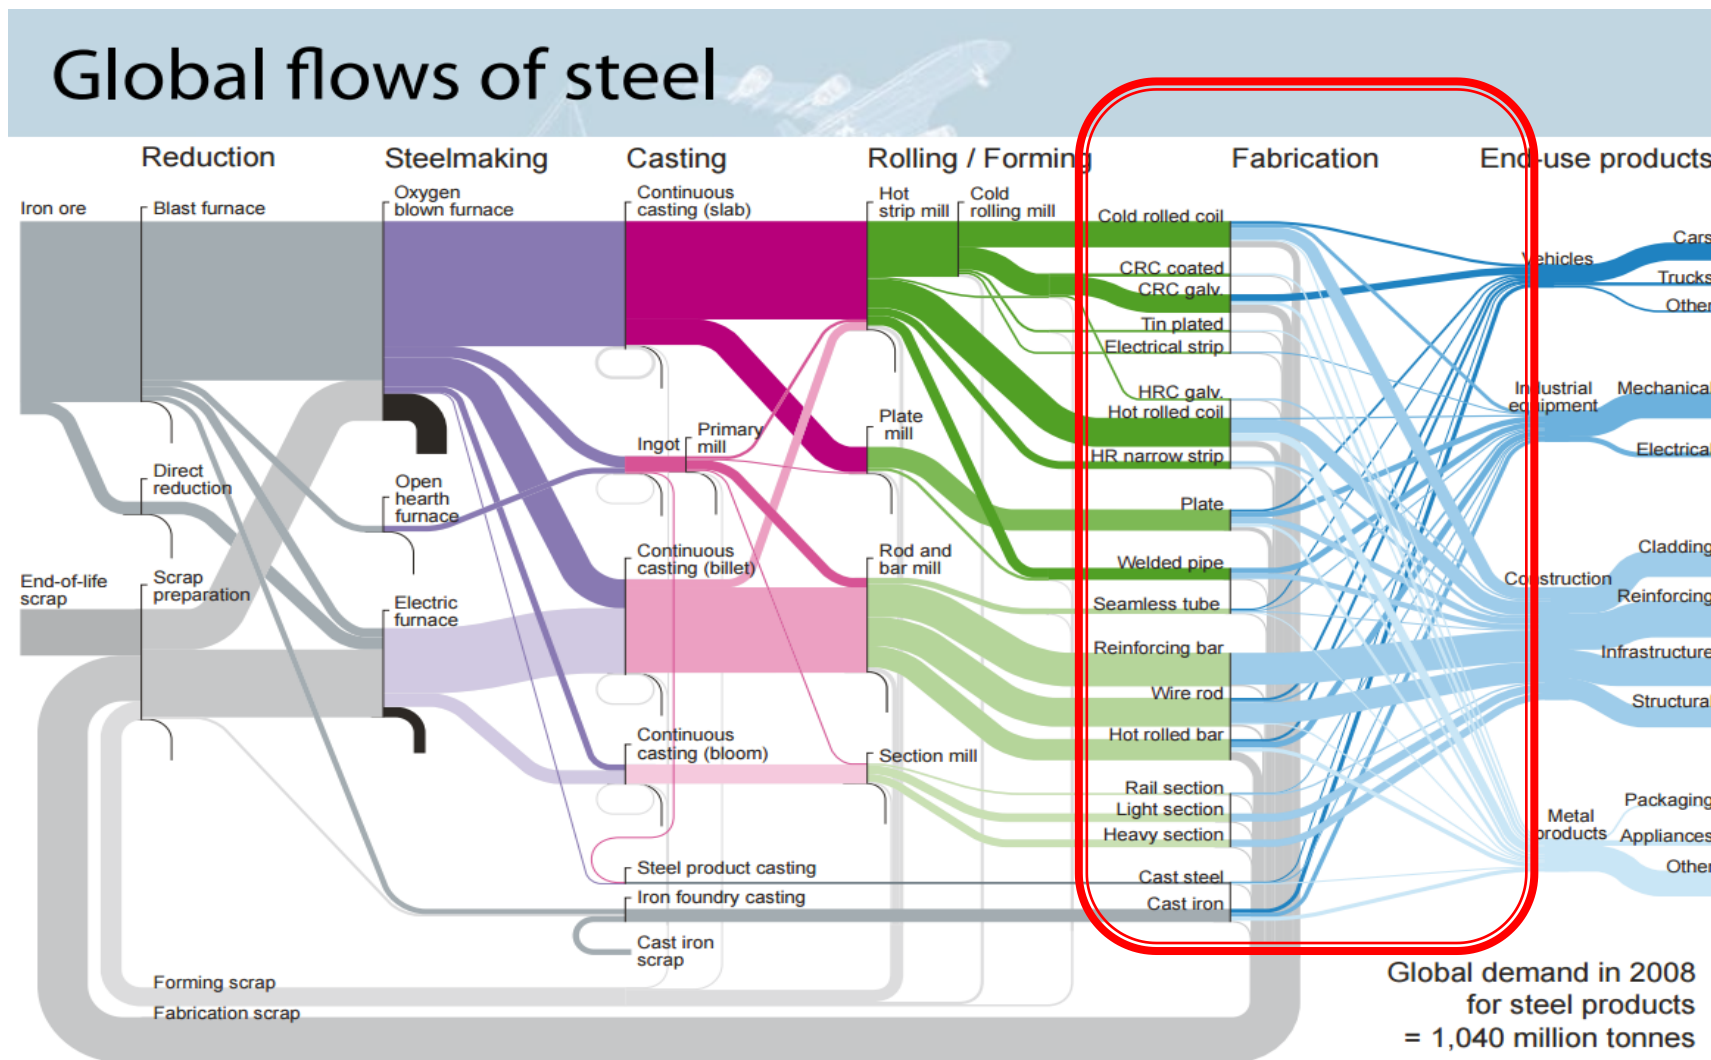 Global flows of steel
Reduction
Steelmaking
Casting
Rolling / Forming
Fabrication
End-use products
Iron ore
Blast furnace
Oxygen
blown furnace
Continuous
casting (slab)
Hot
strip mill
Cold
rolling mill
Cold rolled coil
CRC coated
CRC galv.
Tin plated
Electrical strip
HRC galv.
Hot rolled coil
HR narrow strip
Plate
Welded pipe
Seamless tube
Reinforcing bar
Wire rod
Hot rolled bar
Rail section
Light section
Heavy section
Cast steel
Cast iron
Vehicles
Cars
Trucks
Other
Industrial
equipment
Mechanical
Electrical
Construction
Cladding
Reinforcing
Infrastructure
Structural
Metal
products
Packaging
Appliances
Other
Direct
reduction
Open
hearth
furnace
Ingot
Primary
mill
Plate
mill
End-of-life
scrap
Scrap
preparation
Electric
furnace
Continuous
casting (billet)
Rod and
bar mill
Continuous
casting (bloom)
Section mill
Steel product casting
Iron foundry casting
Cast iron
scrap
Forming scrap
Fabrication scrap
Global demand in 2008
for steel products
= 1,040 million tonnes